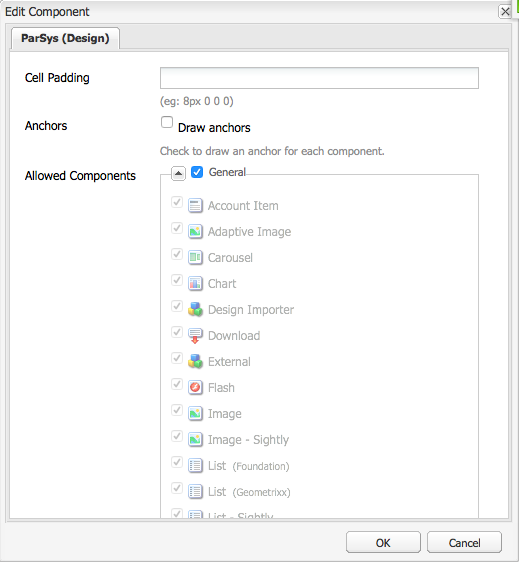 Edit Component
ParSys (Design)
Cell Padding
(eg: 8px 0 0 0)
Anchors Draw anchors
Check to draw an anchor for each component.
Allowed Components General
Account Item
Adaptive Image
Carousel
Chart
Design Importer
Download
External
Flash
Image
Image - Sightly
List (Foundation)
List (Geometrixx)
List - Sightly
OK Cancel